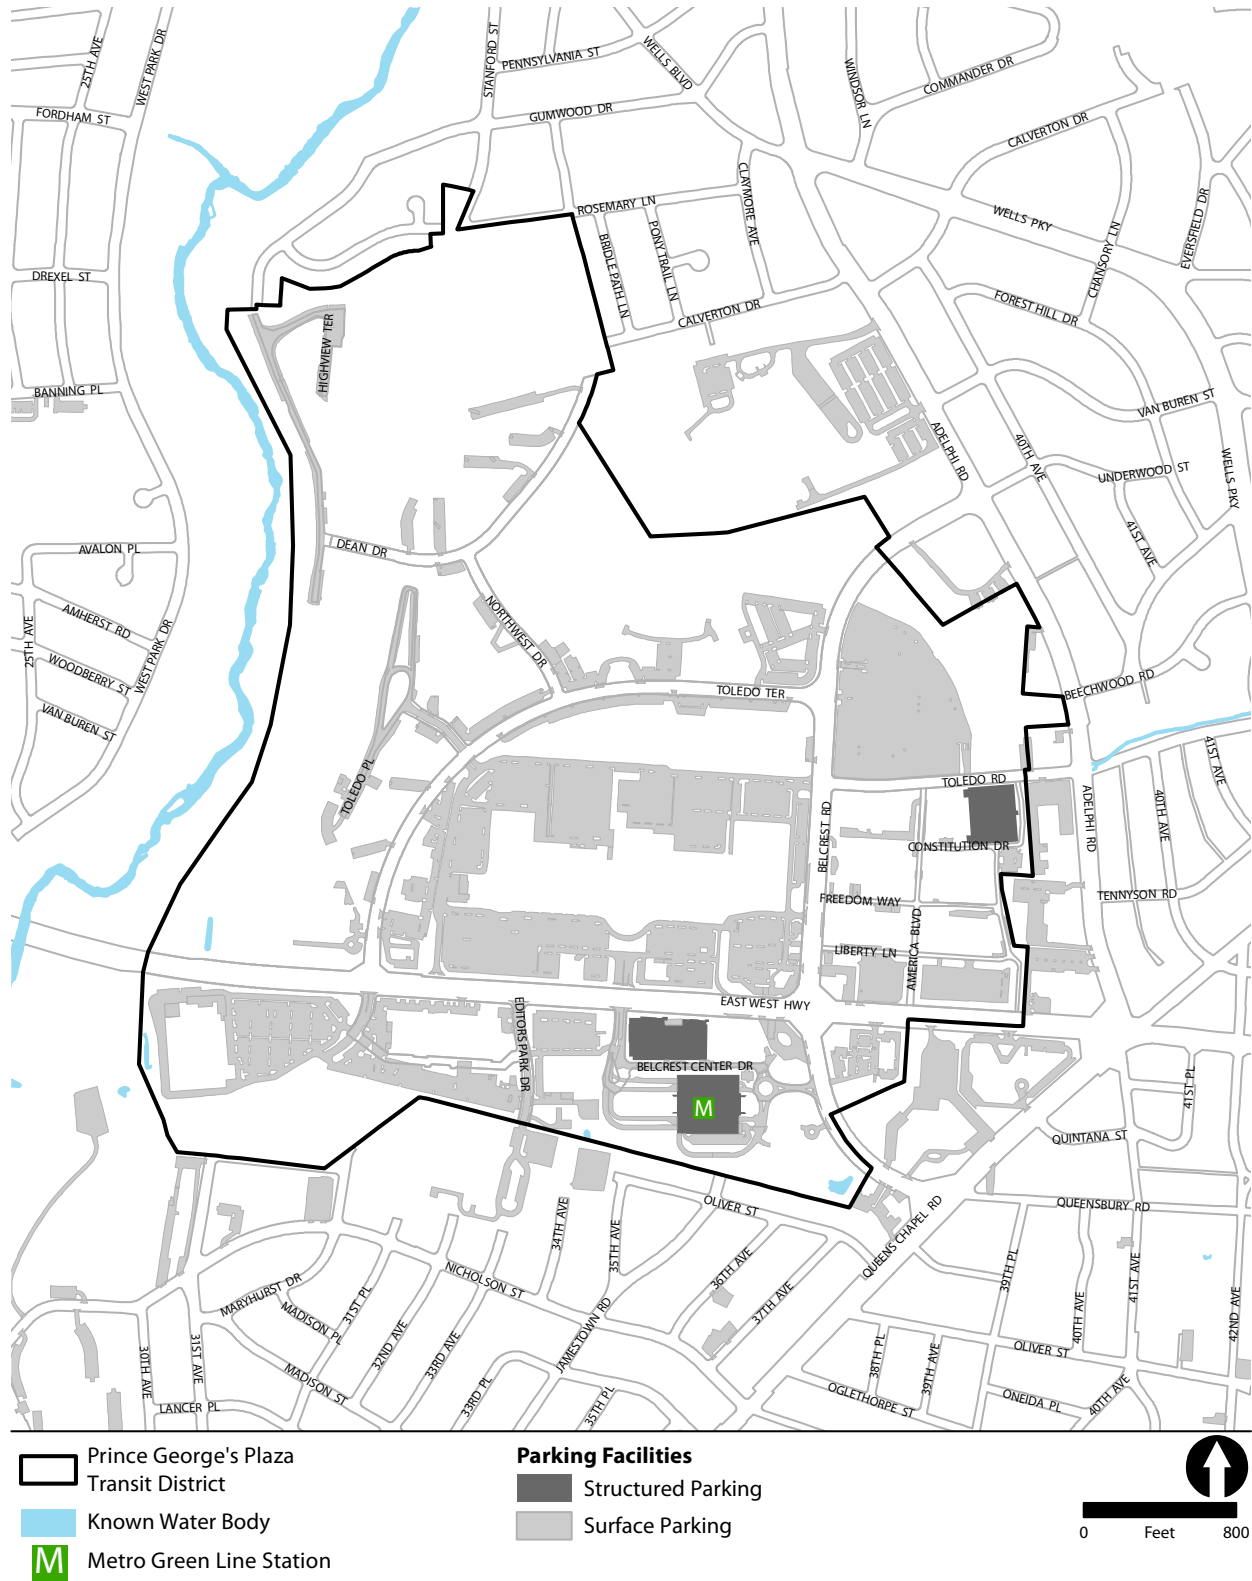 25TH AVE
WEST PARK DR
STANFORD ST
PENNSYLVANIA ST
WELLS BLVD
WINDSOR LN
COMMANDER DR
FORDHAM ST
GUMWOOD DR
CALVERTON DR
CLAYMORE AVE
ROSEMARY LN
BRIDLE PATH LN
PONY TRAIL LN
WELLS PKY
CHANSORY LN
EVERSFIELD DR
DREXEL ST
CALVERTON DR
FOREST HILL DR
HIGHVIEW TER
BANNING PL
VAN BUREN ST
ADELPHI RD
40TH AVE
UNDERWOOD ST
WELLS PKY
41ST AVE
AVALON PL
DEAN DR
AMHERST RD
NORTHWEST DR
25TH AVE
WOODBERRY ST
WEST PARK DR
VAN BUREN ST
TOLEDO TER
BEECHWOOD RD
41ST AVE
TOLEDO PL
TOLEDO RD
40TH AVE
ADELPHI RD
BELCREST RD
CONSTITUTION DR
FREEDOM WAY
TENNYSON RD
AMERICA BLVD
LIBERTY LN
EAST WEST HWY
EDITORS PARK DR
BELCREST CENTER DR
M
41ST PL
QUINTANA ST
OLIVER ST
QUEENSBURY RD
QUEENS CHAPEL RD
34TH AVE
35TH AVE
36TH AVE
37TH AVE
39TH PL
41ST AVE
40TH AVE
42ND AVE
MARYHURST DR
NICHOLSON ST
MADISON PL
31ST PL
32ND AVE
33RD AVE
JAMESTOWN RD
38TH PL
39TH AVE
OLIVER ST
30TH AVE
31ST AVE
MADISON ST
33RD PL
35TH PL
OGLETHORPE ST
ONEIDA PL
40TH AVE
LANCER PL
Prince George's Plaza
Transit District
Known Water Body
M Metro Green Line Station
Parking Facilities
Structured Parking
Surface Parking
0 Feet 800